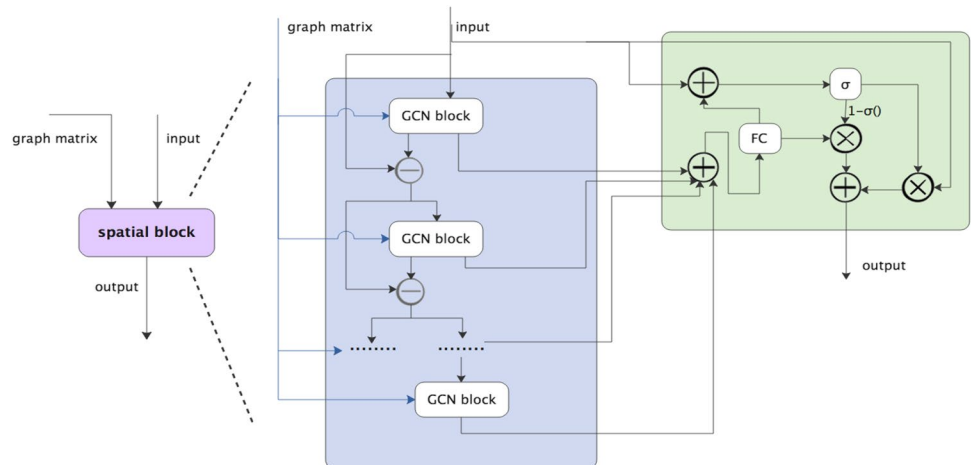 graph matrix
input
spatial block
output
graph matrix
input
GCN block
GCN block
GCN block
σ
1−σ()
FC
output